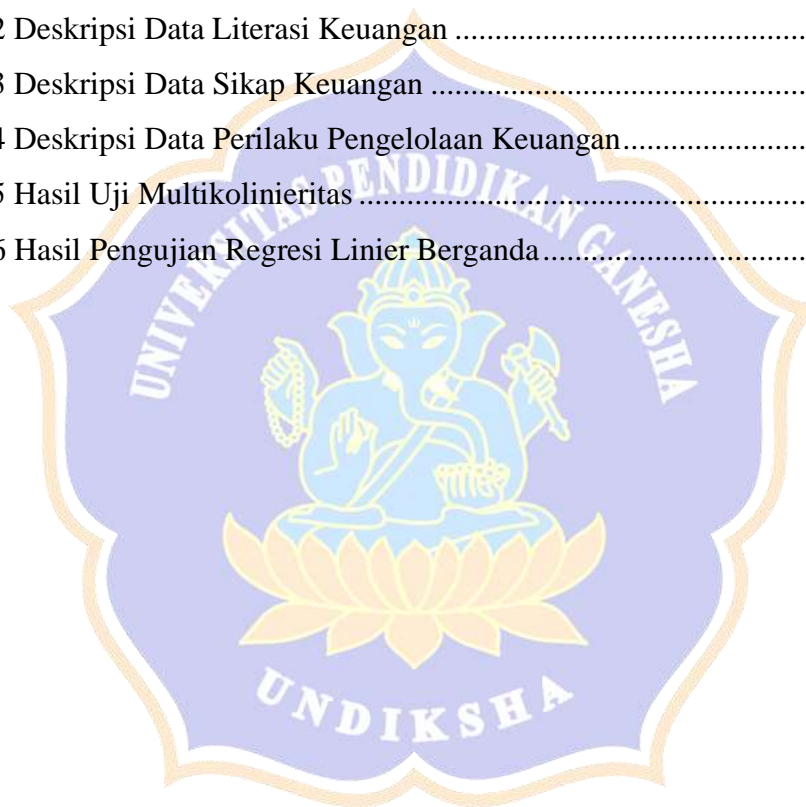 2 Deskripsi Data Literasi Keuangan ............................................
3 Deskripsi Data Sikap Keuangan ...............................................
4 Deskripsi Data Perilaku Pengelolaan Keuangan.......................
5 Hasil Uji Multikolinieritas ........................................................
6 Hasil Pengujian Regresi Linier Berganda.................................
UNIVERSITAS PENDIDIKAN GANESHA
UNDIKSHA